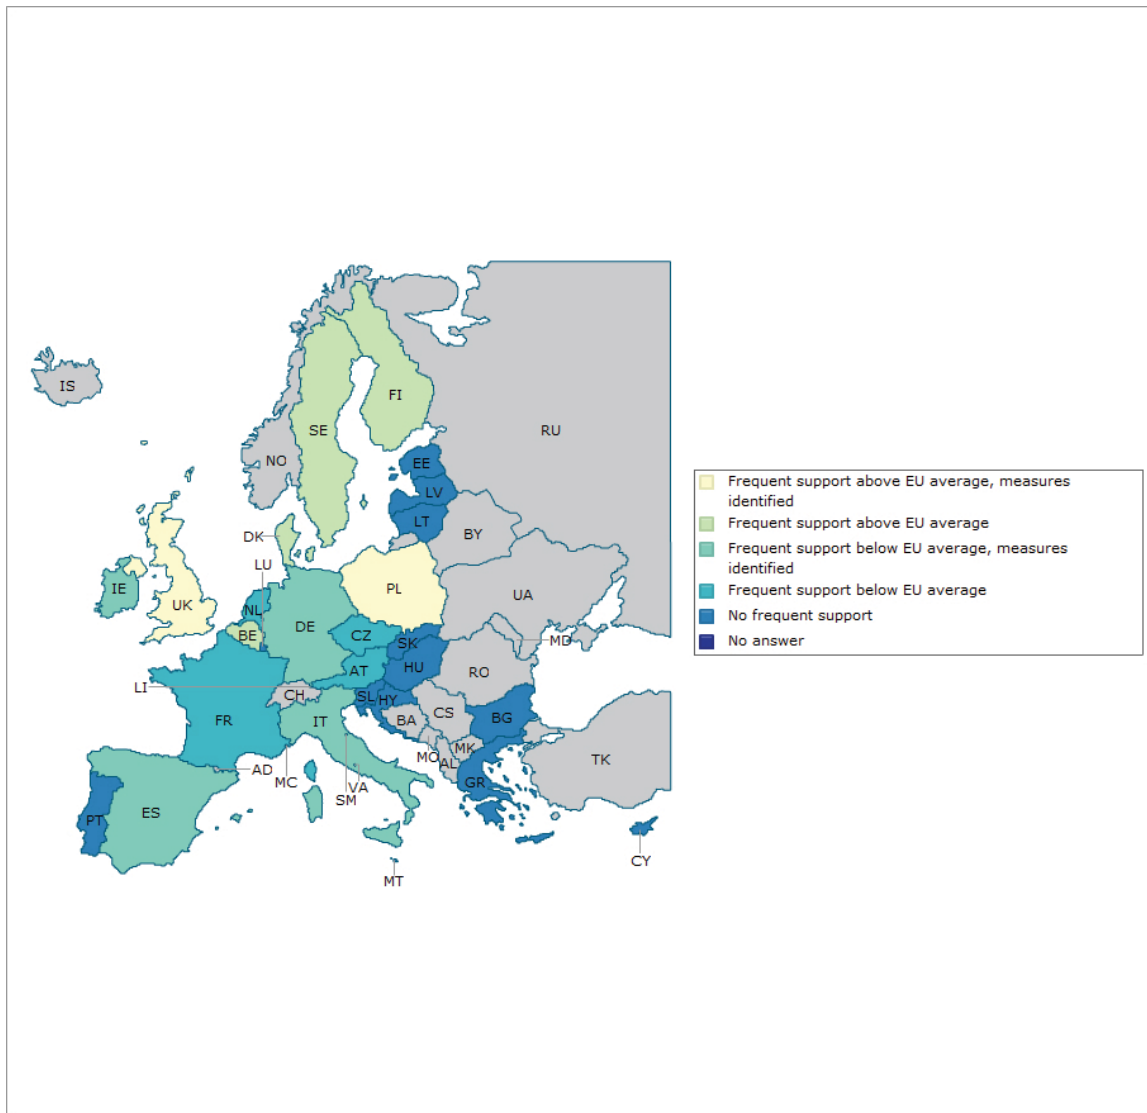 IS
FI
SE
RU
NO
EE
LV
LT
BY
DK
LU
IE
UK
NL
PL
UA
BE
DE
CZ
SK
MD
AT
HU
RO
LI
CH
SL
HY
FR
IT
BA
CS
BG
MO
MK
AL
TK
AD
MC
VA
SM
GR
ES
PT
CY
MT
Frequent support above EU average, measures
identified
Frequent support above EU average
Frequent support below EU average, measures
identified
Frequent support below EU average
No frequent support
No answer